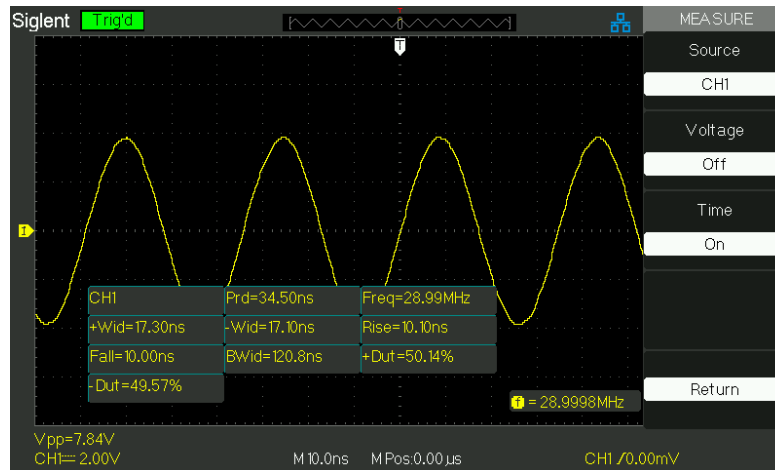 Siglent Trig'd
T
MEASURE
Source
CH1
Voltage
Off
Time
On
Return
CH1 Prd=34.50ns Freq=28.99MHz
+Wid=17.30ns -Wid=17.10ns Rise=10.10ns
Fall=10.00ns BWid=120.8ns +Dut=50.14%
-Dut=49.57%
f = 28.9998MHz
Vpp=7.84V
CH1 2.00V M 10.0ns M Pos:0.00µs CH1 /0.00mV